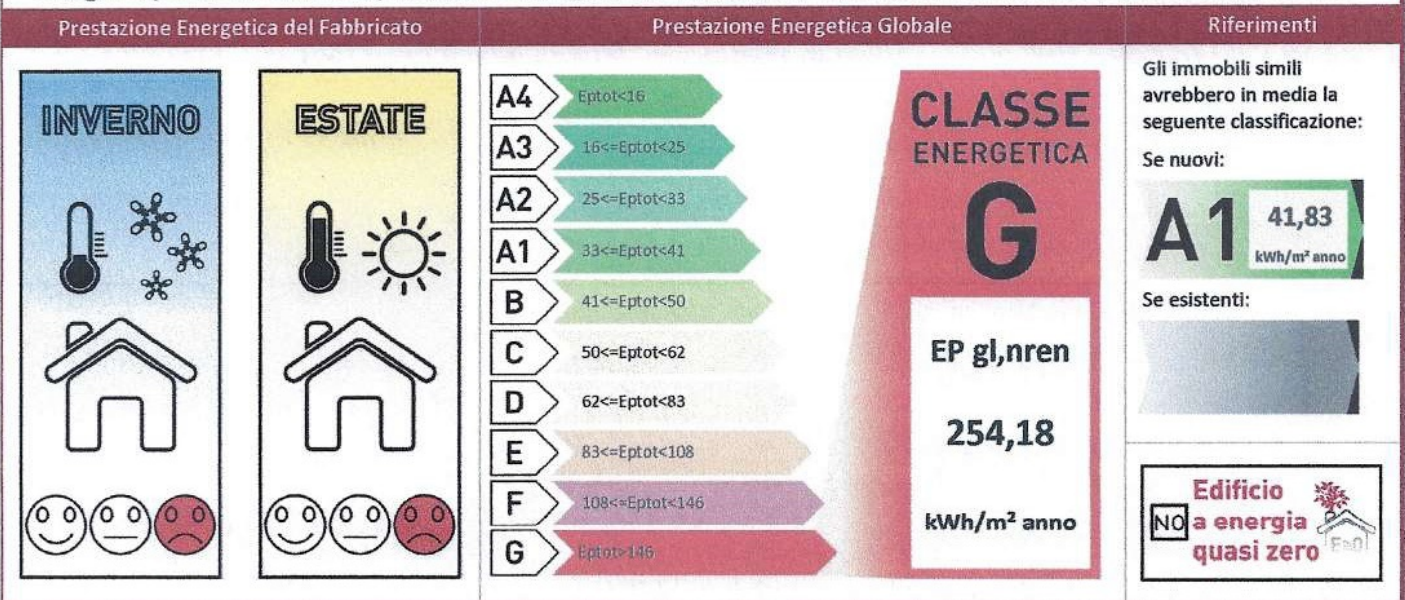 Prestazione Energetica del Fabbricato
Prestazione Energetica Globale
Riferimenti
INVERNO
ESTATE
A4 Eptot<16
A3 16<=Eptot<25
A2 25<=Eptot<33
A1 33<=Eptot<41
B 41<=Eptot<50
C 50<=Eptot<62
D 62<=Eptot<83
E 83<=Eptot<108
F 108<=Eptot<146
G Eptot>146
CLASSE
ENERGETICA
G
EP gl,nren
254,18
kWh/m² anno
Gli immobili simili
avrebbero in media la
seguente classificazione:
Se nuovi:
A1 41,83
kWh/m² anno
Se esistenti:
Edificio
NO a energia
quasi zero